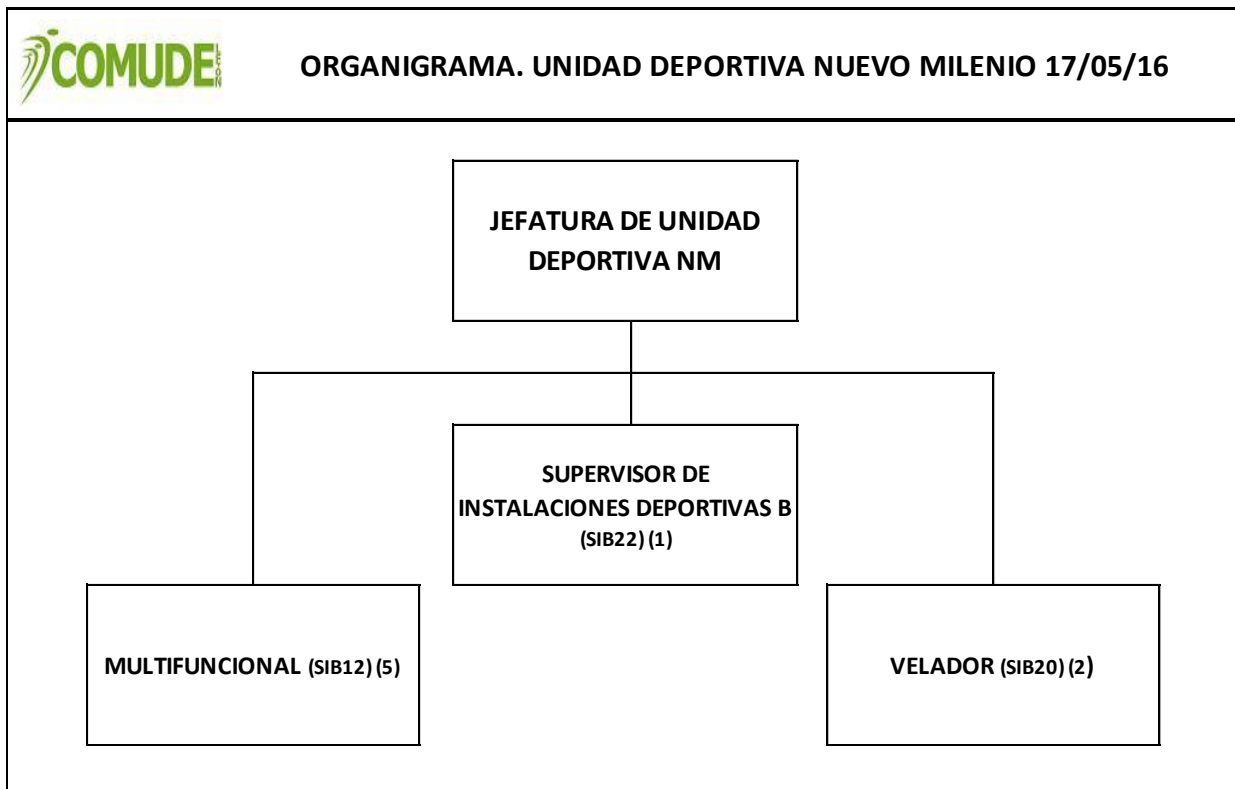 COMUDE
LEON
ORGANIGRAMA. UNIDAD DEPORTIVA NUEVO MILENIO 17/05/16
JEFATURA DE UNIDAD
DEPORTIVA NM
SUPERVISOR DE
INSTALACIONES DEPORTIVAS B
(SIB22) (1)
MULTIFUNCIONAL (SIB12) (5)
VELADOR (SIB20) (2)